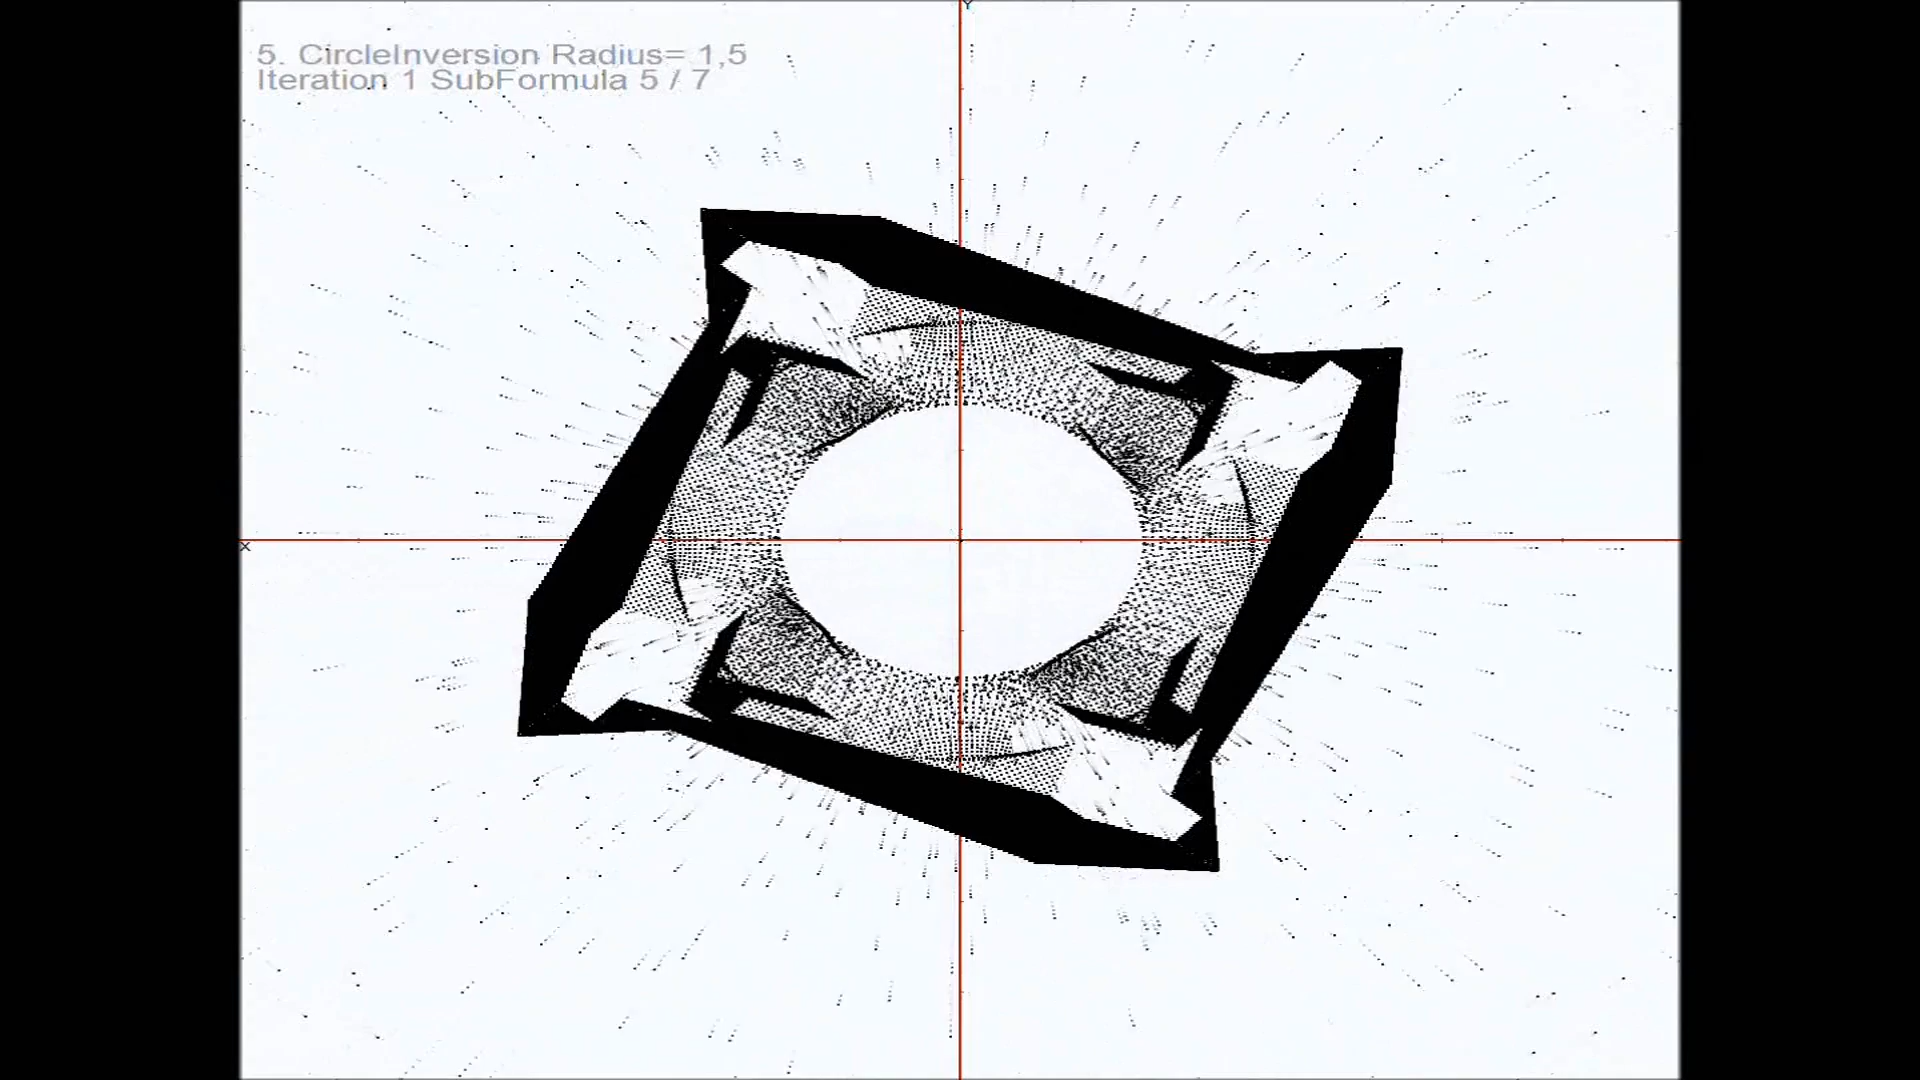 Y
5. CircleInversion Radius= 1,5
Iteration 1 SubFormula 5 / 7
X